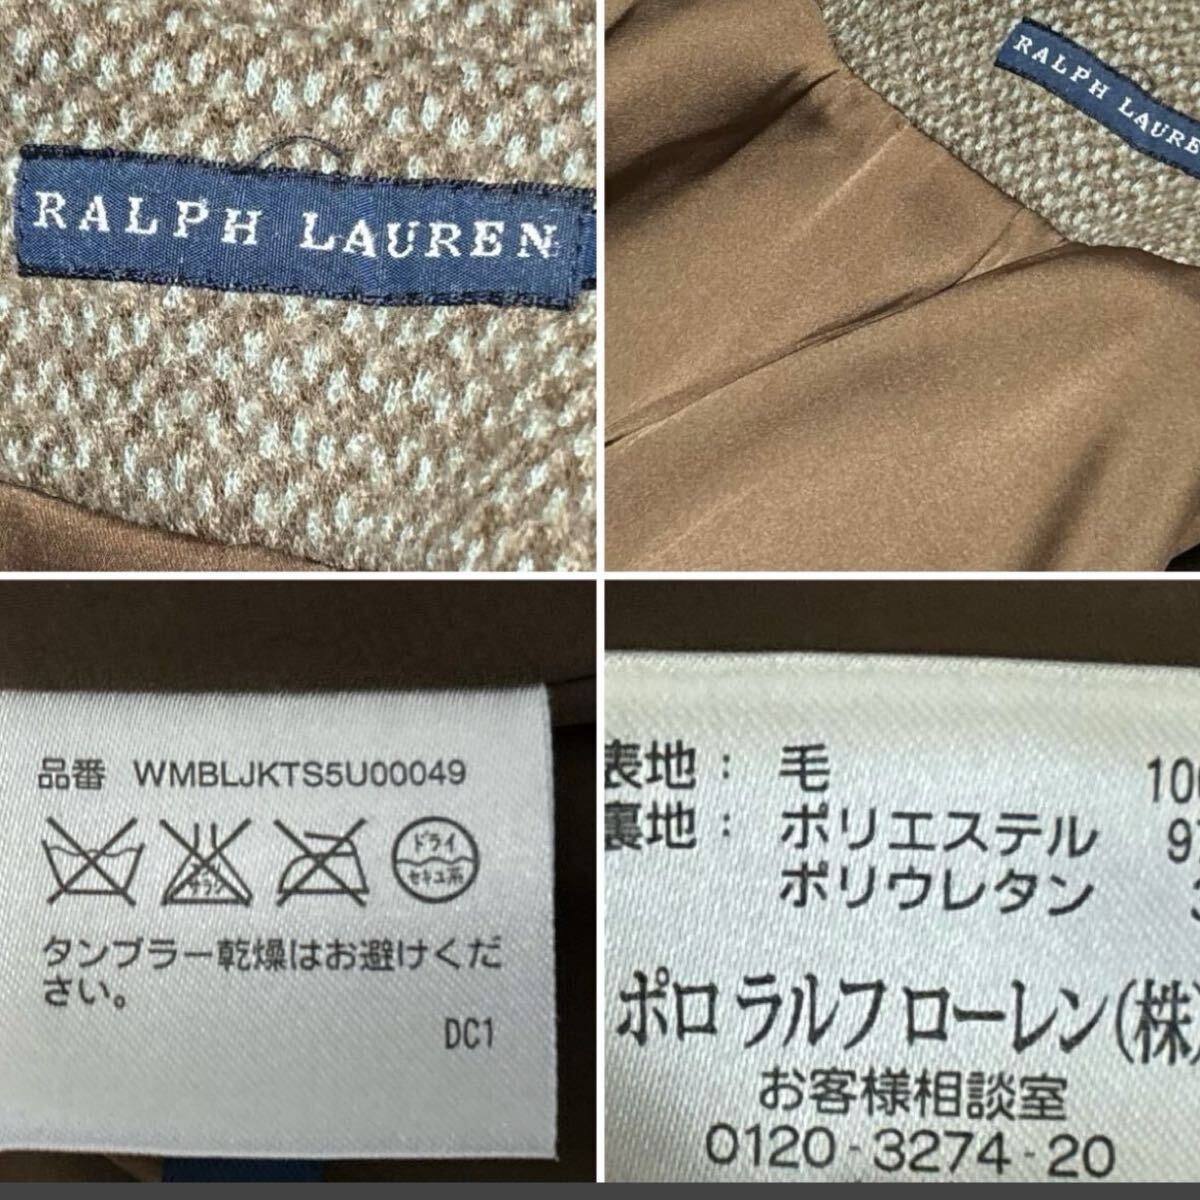 RALPH LAUREN
RALPH
品番 WMBLJKTS5U00049
サラシ
ドライ
セキユ系
タンブラー乾燥はお避けくだ
さい。
DC1
表地： 毛
裏地： ポリエステル
ポリウレタン
ポロ ラルフ ローレン(株)
お客様相談室
0120-3274-20